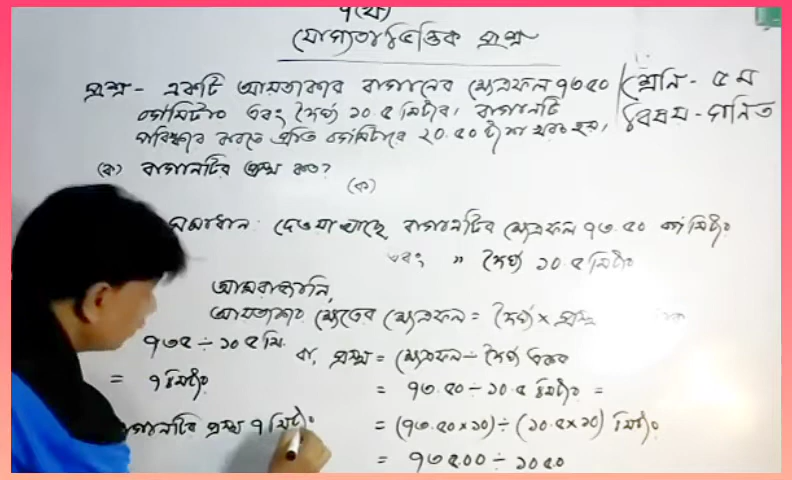 ৭(খ)
যোগ্যতাভিত্তিক প্রশ্ন
প্রশ্ন - একটি আয়তাকার বাগানের ক্ষেত্রফল ৭৩.৫০
বর্গমিটার এবং দৈর্ঘ্য ১০.৫ মিটার। বাগানটি
পরিষ্কার করতে প্রতি বর্গমিটারে ২০.৫০ টাকা খরচ হয়,
শ্রেনি - ৫ম
বিষয় - গনিত
(ক) বাগানটির প্রস্থ কত?
(ক)
সমাধান: দেওয়া আছে বাগানটির ক্ষেত্রফল ৭৩.৫০ বর্গ মিটার
এবং " দৈর্ঘ্য ১০.৫ মিটার
আমরা জানি,
আয়তাকার ক্ষেত্রের ক্ষেত্রফল = দৈর্ঘ্য × প্রস্থ
বা, প্রস্থ = ক্ষেত্রফল ÷ দৈর্ঘ্য
= ৭৩.৫০ ÷ ১০.৫ মিটার =
= (৭৩.৫০×১০) ÷ (১০.৫×১০) মিটার
= ৭৩৫.০০ ÷ ১০৫.০
৭৩৫ ÷ ১০৫ মি.
= ৭ মিটার
বাগানটির প্রস্থ ৭ মিটার